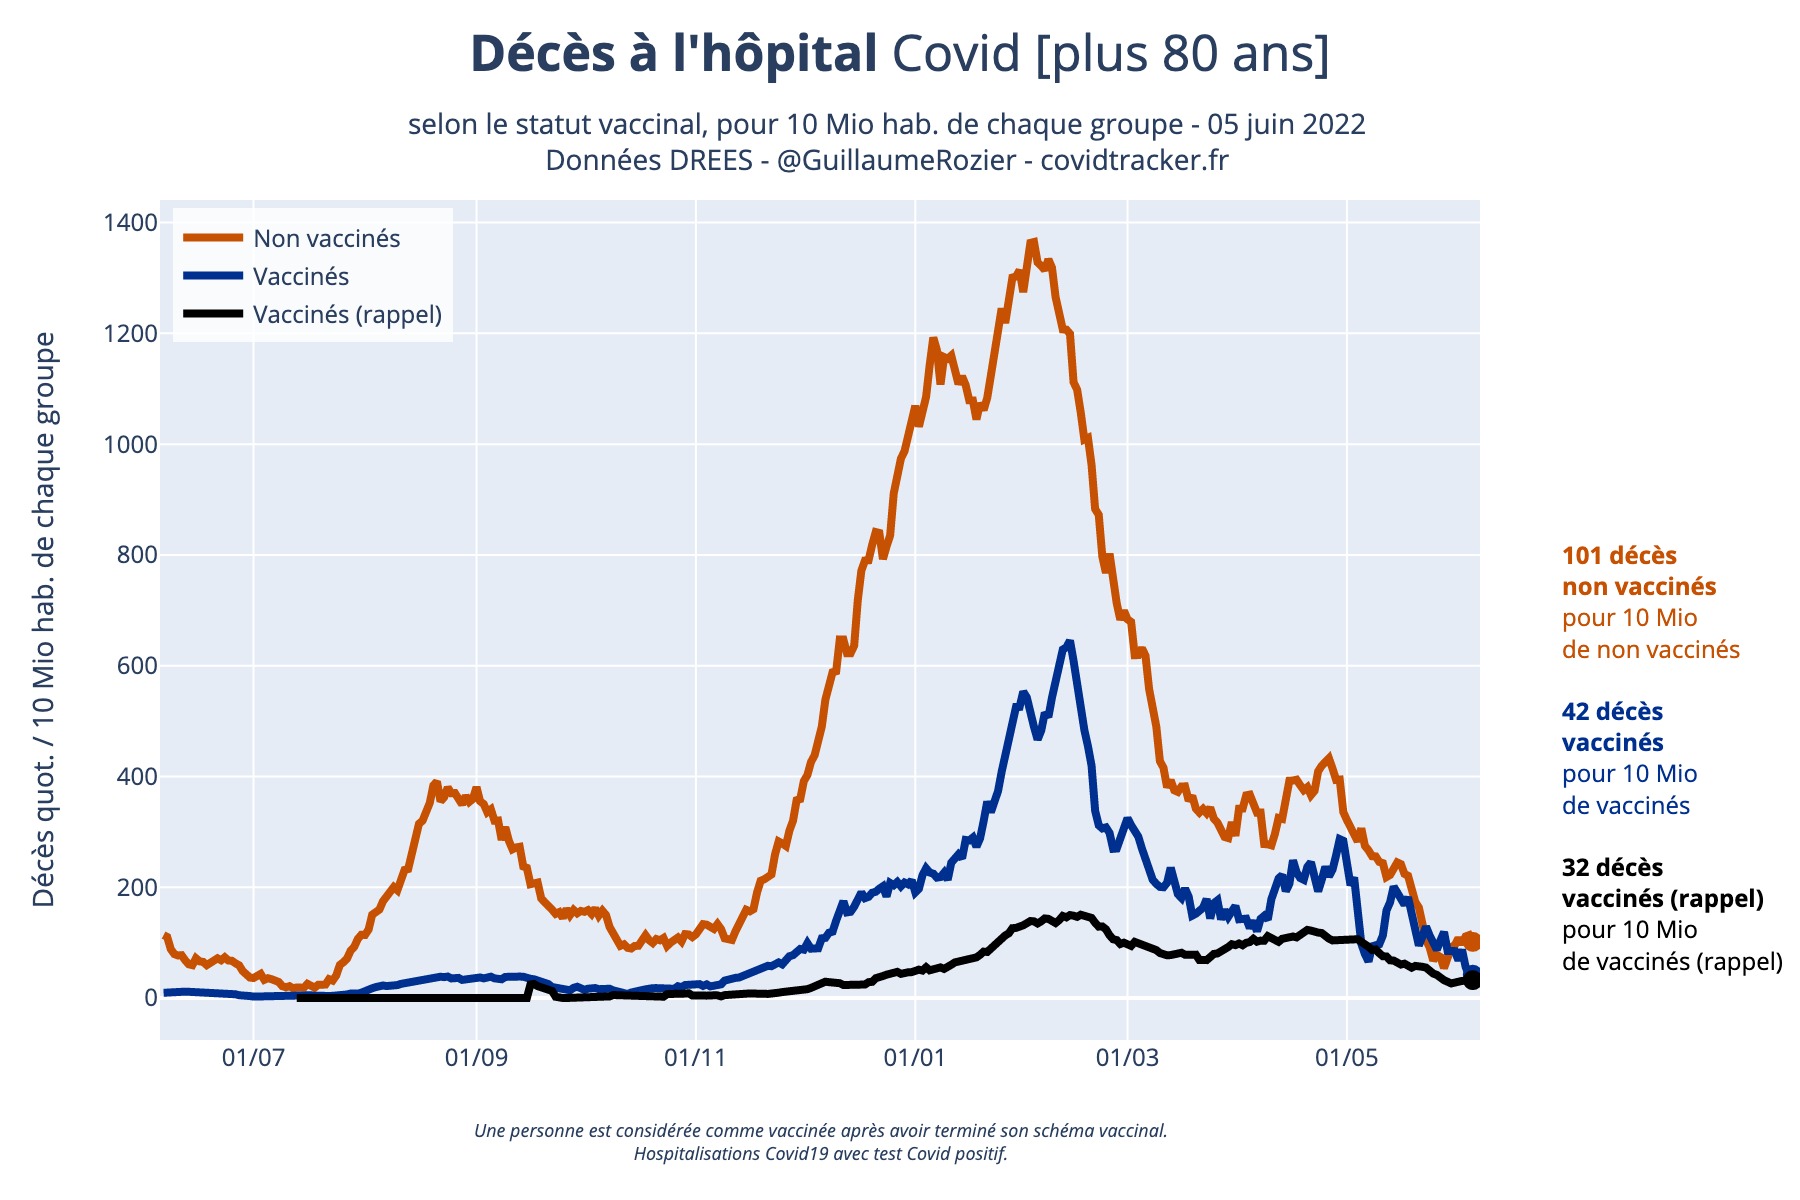 Décès à l'hôpital Covid [plus 80 ans]
selon le statut vaccinal, pour 10 Mio hab. de chaque groupe - 05 juin 2022
Données DREES - @GuillaumeRozier - covidtracker.fr
Décès quot. / 10 Mio hab. de chaque groupe
1400
1200
1000
800
600
400
200
0
Non vaccinés
Vaccinés
Vaccinés (rappel)
01/07
01/09
01/11
01/01
01/03
01/05
101 décès
non vaccinés
pour 10 Mio
de non vaccinés
42 décès
vaccinés
pour 10 Mio
de vaccinés
32 décès
vaccinés (rappel)
pour 10 Mio
de vaccinés (rappel)
Une personne est considérée comme vaccinée après avoir terminé son schéma vaccinal.
Hospitalisations Covid19 avec test Covid positif.